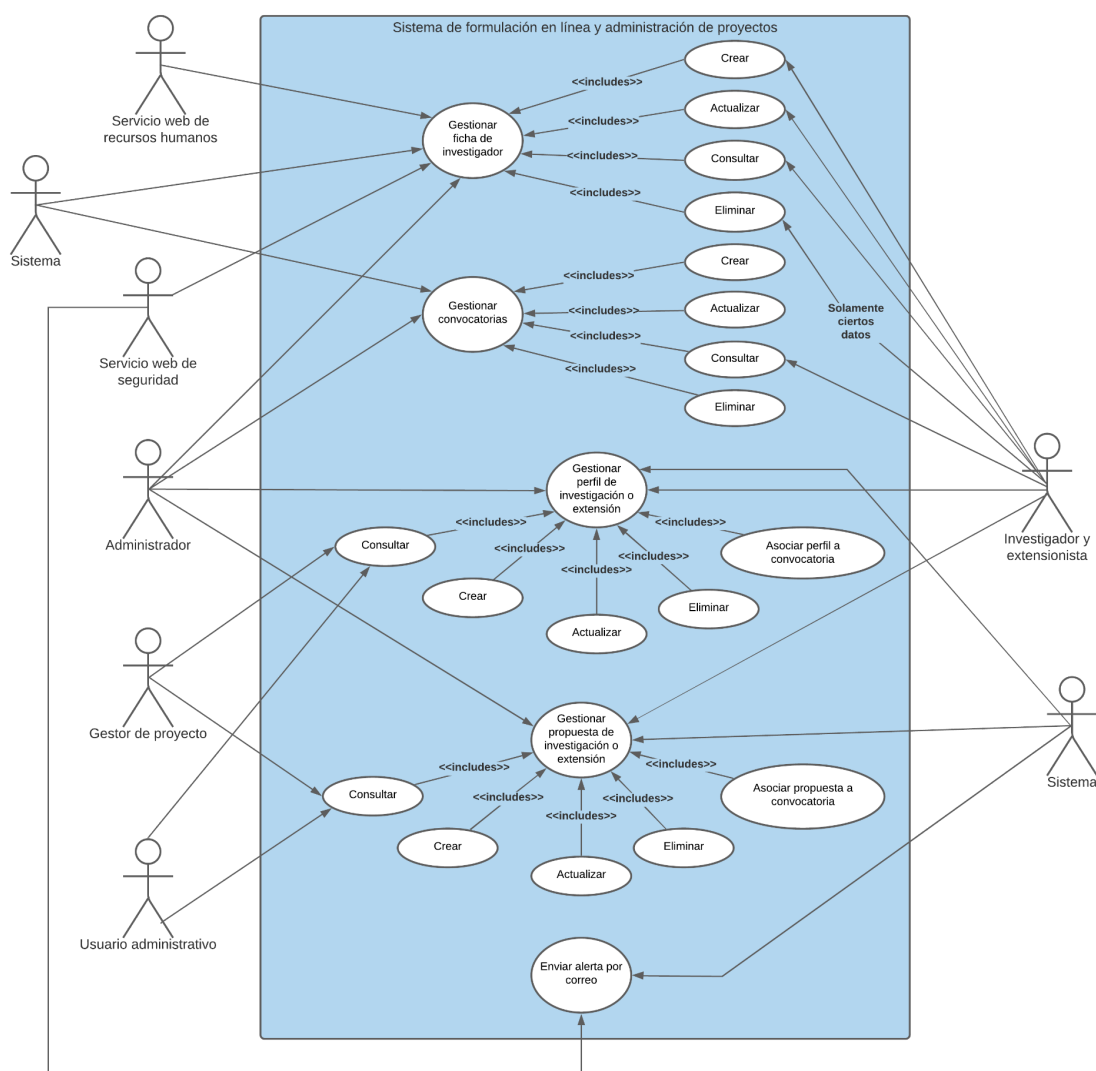 Sistema de formulación en línea y administración de proyectos
Servicio web de
recursos humanos
Sistema
Servicio web de
seguridad
Administrador
Gestor de proyecto
Usuario administrativo
Gestionar
ficha de
investigador
<<includes>>
Crear
<<includes>>
Actualizar
<<includes>>
Consultar
<<includes>>
Eliminar
Gestionar
convocatorias
<<includes>>
Crear
<<includes>>
Actualizar
<<includes>>
Consultar
<<includes>>
Eliminar
Solamente
ciertos
datos
Gestionar
perfil de
investigación o
extensión
<<includes>>
Consultar
<<includes>>
Crear
<<includes>>
Actualizar
<<includes>>
Eliminar
<<includes>>
Asociar perfil a
convocatoria
Gestionar
propuesta de
investigación o
extensión
<<includes>>
Consultar
<<includes>>
Crear
<<includes>>
Actualizar
<<includes>>
Eliminar
<<includes>>
Asociar propuesta a
convocatoria
Enviar alerta por
correo
Investigador y
extensionista
Sistema